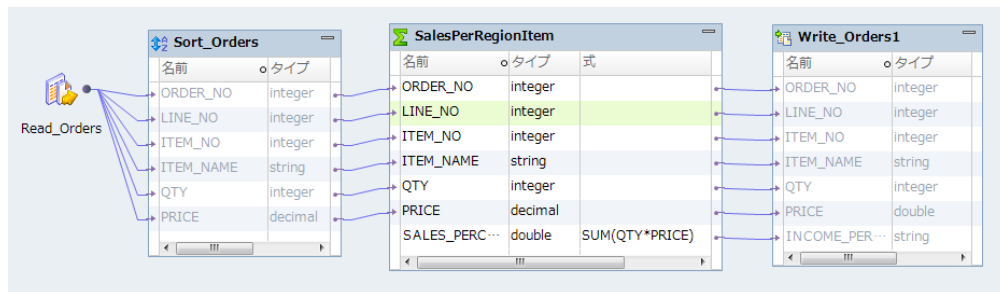 Read_Orders
Sort_Orders
名前 タイプ
ORDER_NO integer
LINE_NO integer
ITEM_NO integer
ITEM_NAME string
QTY integer
PRICE decimal
SalesPerRegionItem
名前 タイプ 式
ORDER_NO integer
LINE_NO integer
ITEM_NO integer
ITEM_NAME string
QTY integer
PRICE decimal
SALES_PERC… double SUM(QTY*PRICE)
Write_Orders1
名前 タイプ
ORDER_NO integer
LINE_NO integer
ITEM_NO integer
ITEM_NAME string
QTY integer
PRICE double
INCOME_PER… string